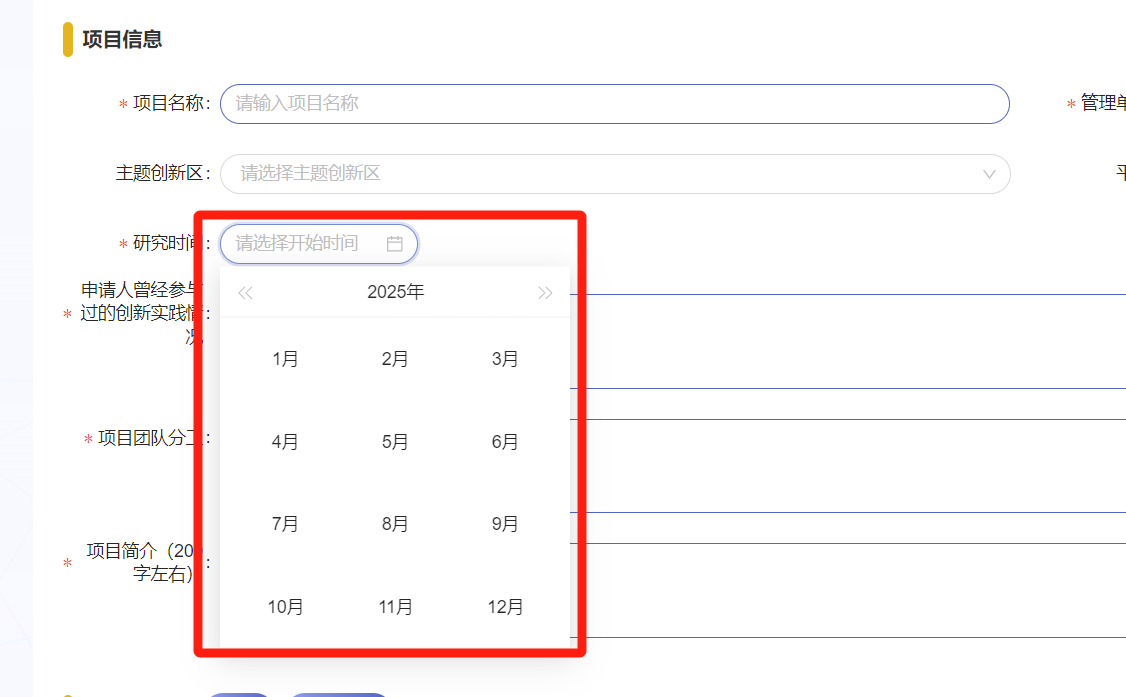 项目信息
* 项目名称: 请输入项目名称
* 管理单
主题创新区: 请选择主题创新区
* 研究时间: 请选择开始时间
2025年
1月 2月 3月
4月 5月 6月
7月 8月 9月
10月 11月 12月
申请人曾经参与
* 过的创新实践情:
况
* 项目团队分工:
项目简介（20
* 字左右）: